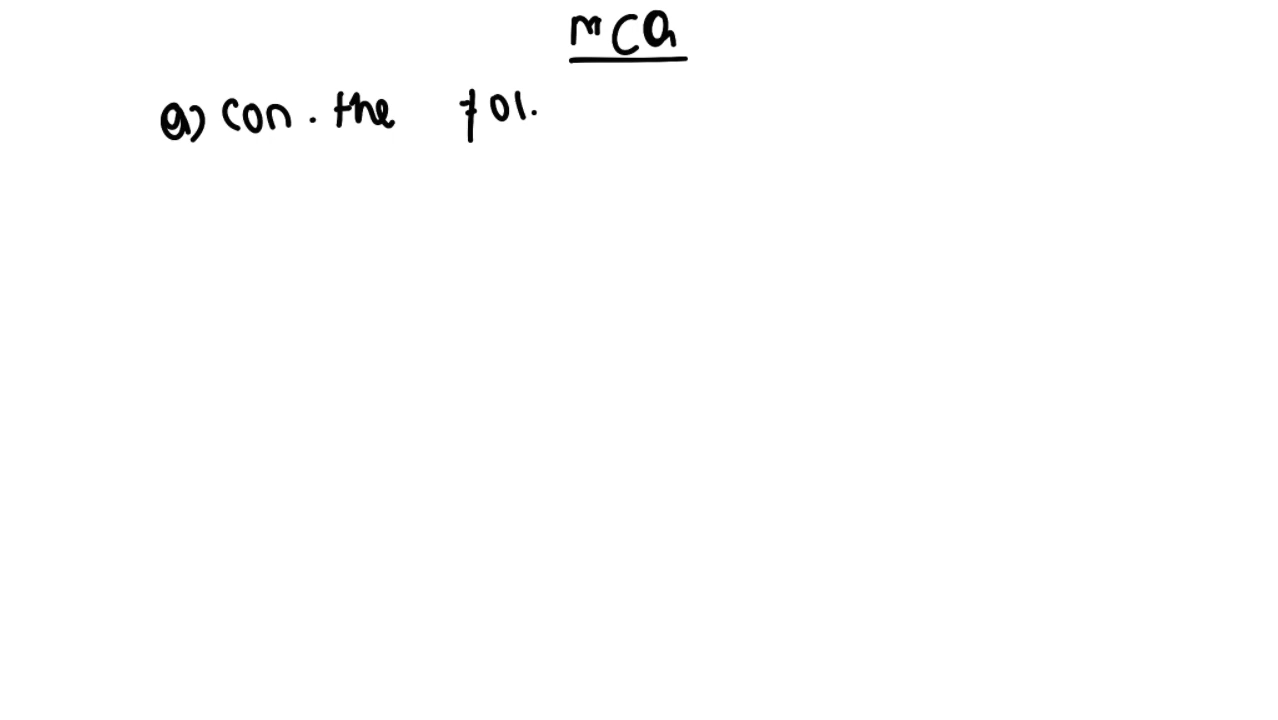 MCQ
Q) Con. the fol.